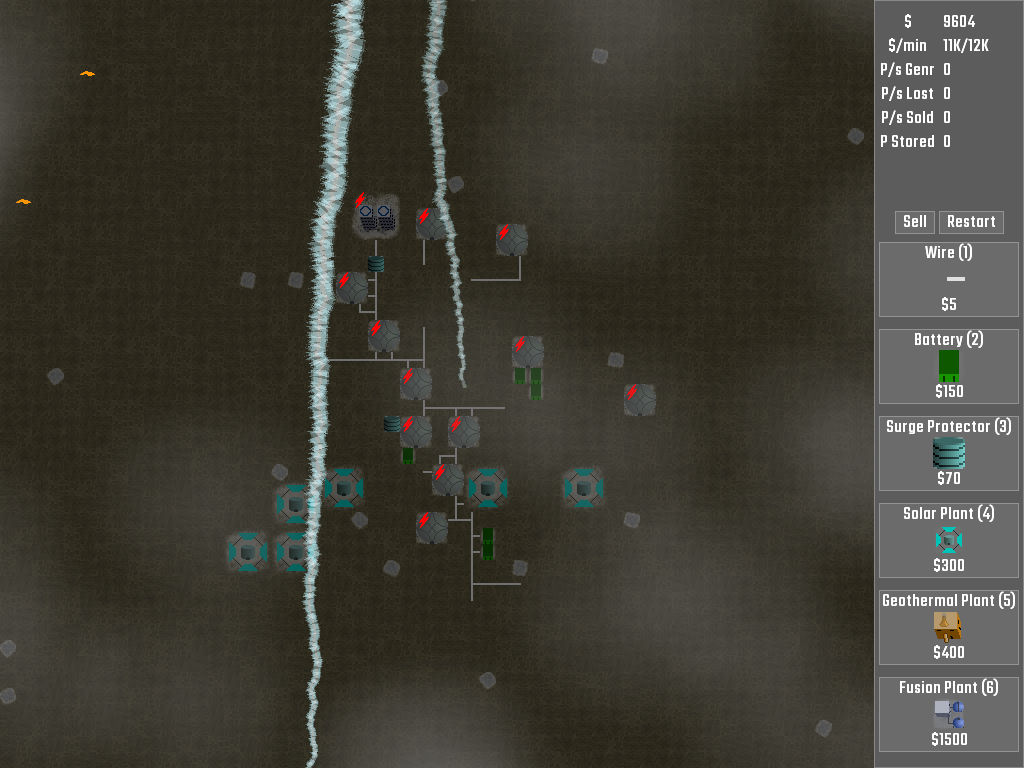 $ 9604
$/min 11K/12K
P/s Genr 0
P/s Lost 0
P/s Sold 0
P Stored 0
Sell Restart
Wire (1)
$5
Battery (2)
$150
Surge Protector (3)
$70
Solar Plant (4)
$300
Geothermal Plant (5)
$400
Fusion Plant (6)
$1500